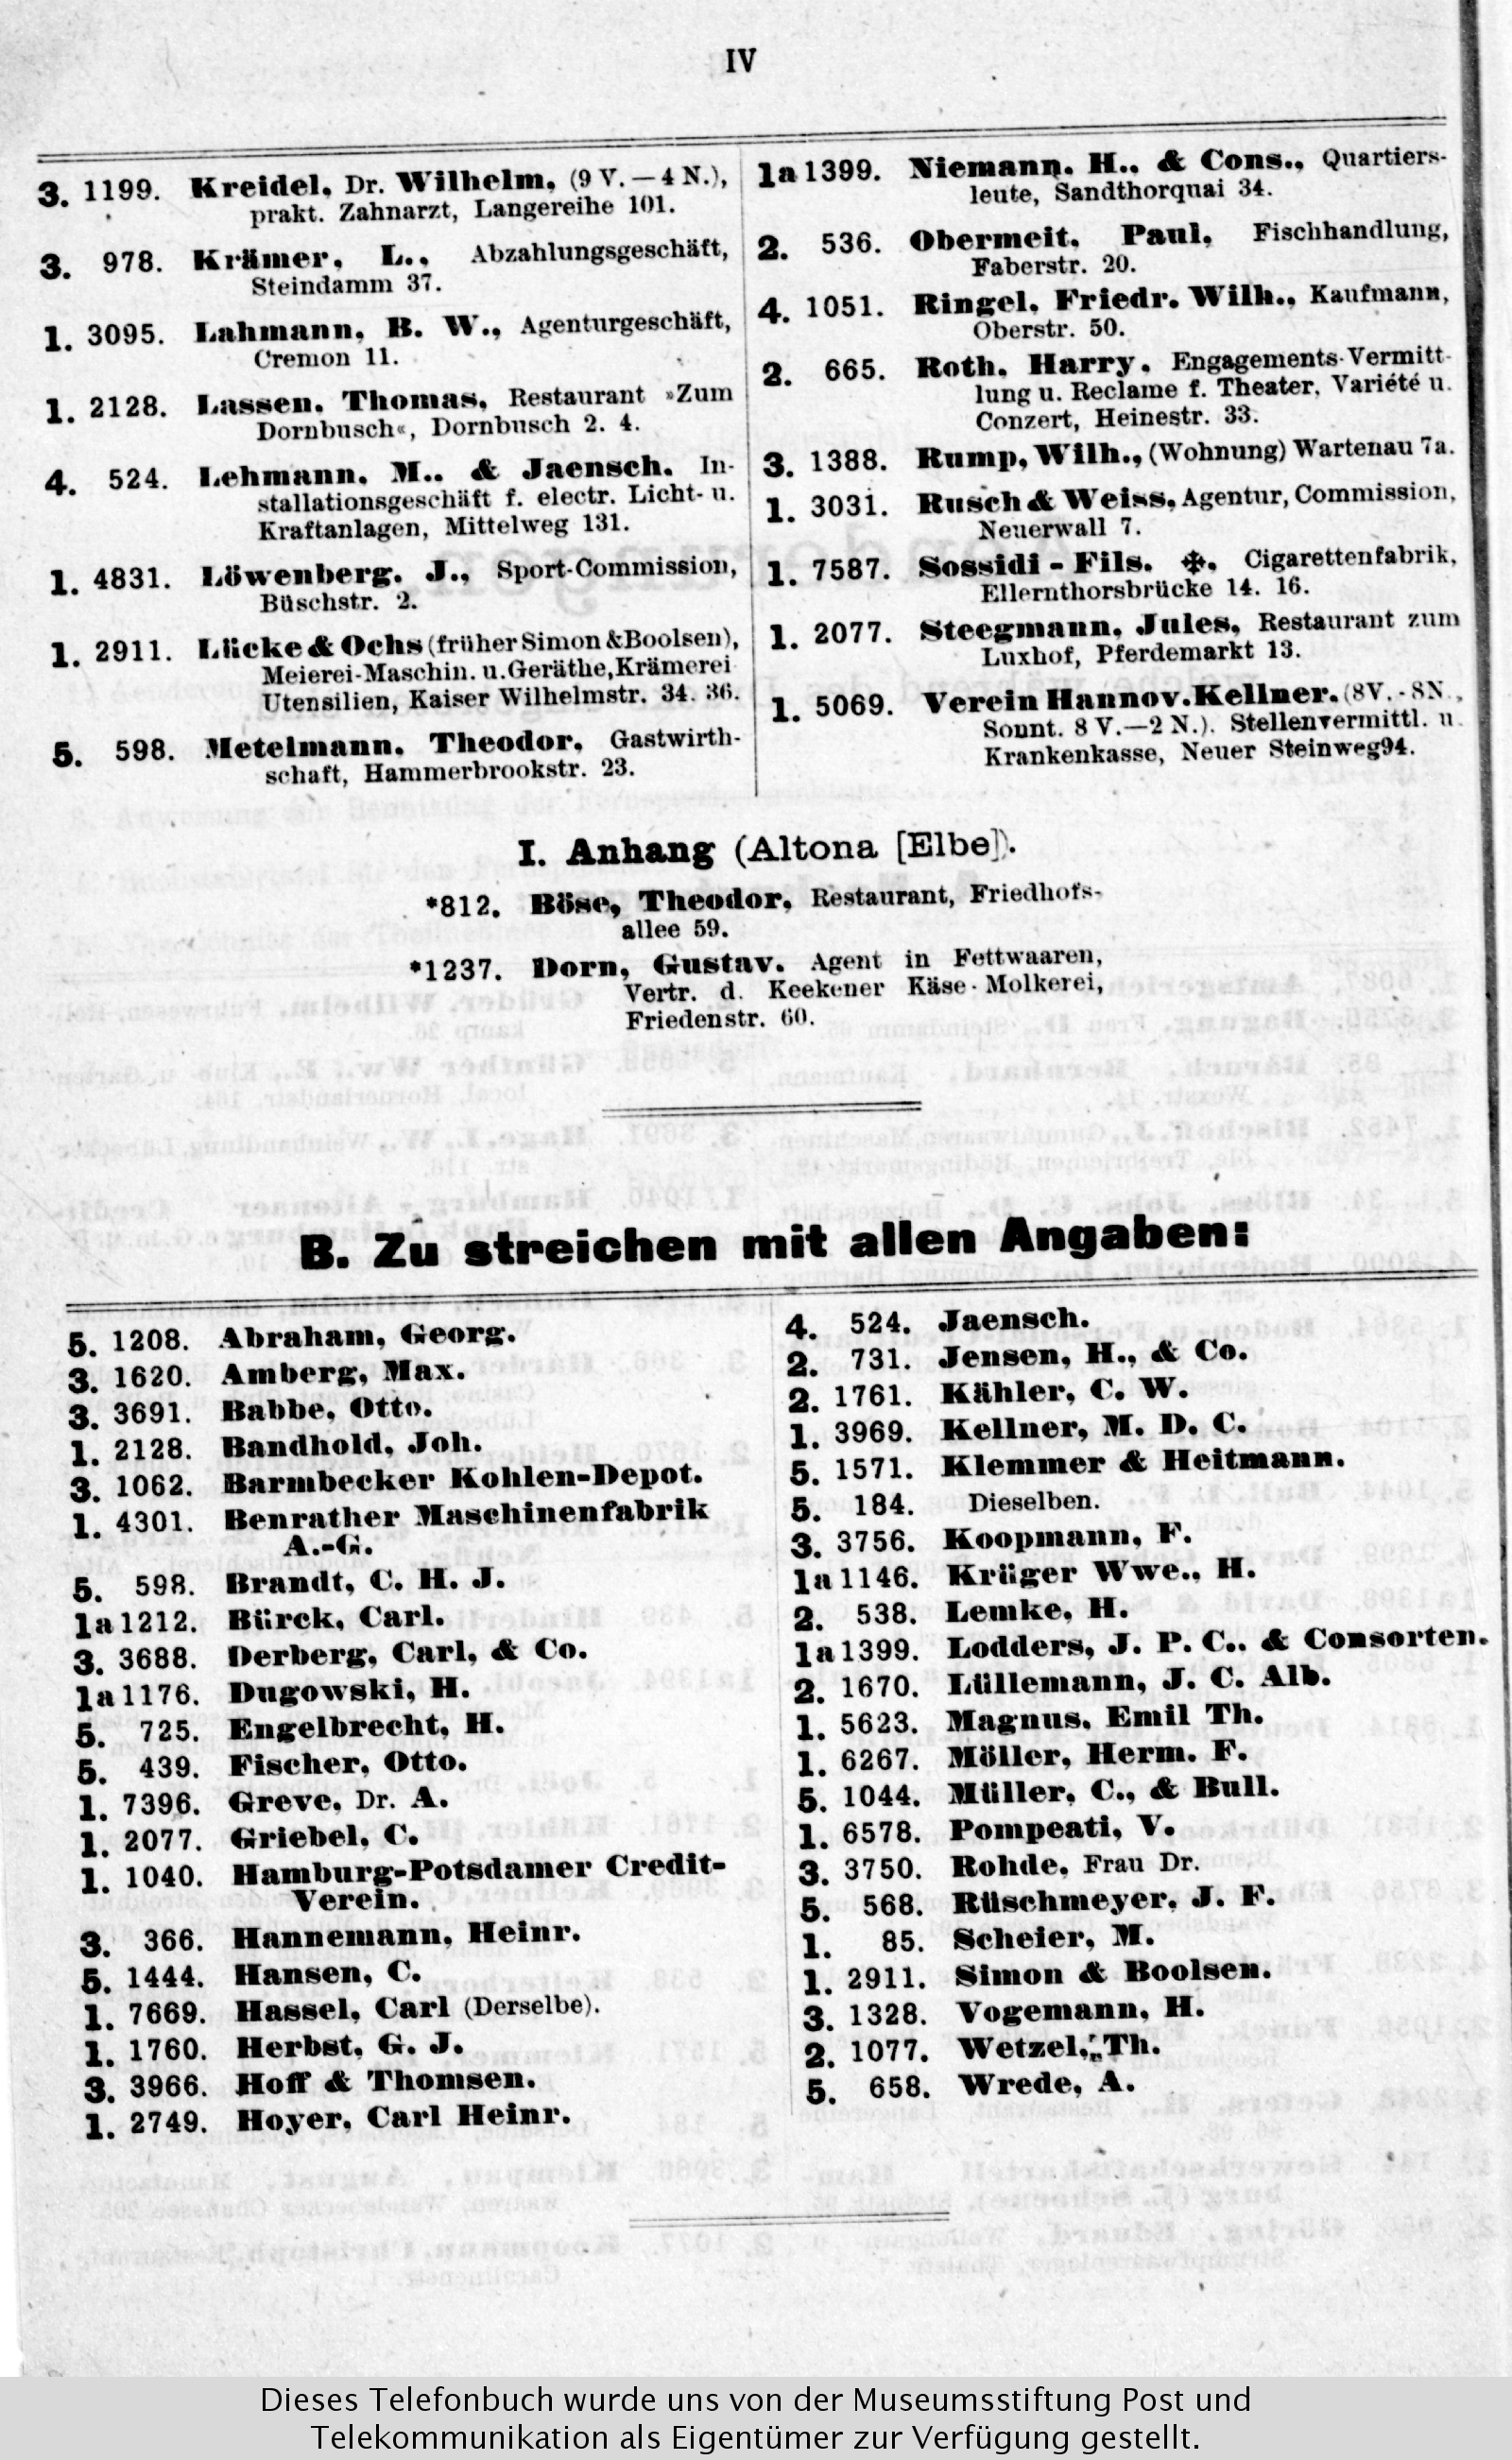 IV
3. 1199. Kreidel, Dr. Wilhelm, (9 V. — 4 N.),
prakt. Zahnarzt, Langereihe 101.
3. 978. Krämer, L., Abzahlungsgeschäft,
Steindamm 37.
1. 3095. Lahmann, B. W., Agenturgeschäft,
Cremon 11.
1. 2128. Lassen, Thomas, Restaurant »Zum
Dornbusch«, Dornbusch 2. 4.
4. 524. Lehmann, M., & Jaensch, In-
stallationsgeschäft f. electr. Licht- u.
Kraftanlagen, Mittelweg 131.
1. 4831. Löwenberg, J., Sport-Commission,
Büschstr. 2.
1. 2911. Lücke & Ochs (früher Simon & Boolsen),
Meierei-Maschin. u. Geräthe, Krämerei
Utensilien, Kaiser Wilhelmstr. 34. 36.
5. 598. Metelmann, Theodor, Gastwirth-
schaft, Hammerbrookstr. 23.
1a 1399. Niemann, H., & Cons., Quartiers-
leute, Sandthorquai 34.
2. 536. Obermeit, Paul, Fischhandlung,
Faberstr. 20.
4. 1051. Ringel, Friedr. Wilh., Kaufmann,
Oberstr. 50.
2. 665. Roth, Harry, Engagements-Vermitt-
lung u. Reclame f. Theater, Variété u.
Conzert, Heinestr. 33.
3. 1388. Rump, Wilh., (Wohnung) Wartenau 7a.
1. 3031. Rusch & Weiss, Agentur, Commission,
Neuerwall 7.
1. 7587. Sossidi - Fils. ✻, Cigarettenfabrik,
Ellernthorsbrücke 14. 16.
1. 2077. Steegmann, Jules, Restaurant zum
Luxhof, Pferdemarkt 13.
1. 5069. Verein Hannov. Kellner, (8V. - 8N.,
Sonnt. 8 V.—2 N.). Stellenvermittl. u.
Krankenkasse, Neuer Steinweg 94.
I. Anhang (Altona [Elbe]).
*812. Böse, Theodor, Restaurant, Friedhofs-
allee 59.
*1237. Dorn, Gustav, Agent in Fettwaaren,
Vertr. d. Keekener Käse-Molkerei,
Friedenstr. 60.
B. Zu streichen mit allen Angaben:
5. 1208. Abraham, Georg.
3. 1620. Amberg, Max.
3. 3691. Babbe, Otto.
1. 2128. Bandhold, Joh.
3. 1062. Barmbecker Kohlen-Depot.
1. 4301. Benrather Maschinenfabrik
A.-G.
5. 598. Brandt, C. H. J.
1a 1212. Bürck, Carl.
3. 3688. Derberg, Carl, & Co.
1a 1176. Dugowski, H.
5. 725. Engelbrecht, H.
5. 439. Fischer, Otto.
1. 7396. Greve, Dr. A.
1. 2077. Griebel, C.
1. 1040. Hamburg-Potsdamer Credit-
Verein.
3. 366. Hannemann, Heinr.
5. 1444. Hansen, C.
1. 7669. Hassel, Carl (Derselbe).
1. 1760. Herbst, G. J.
3. 3966. Hoff & Thomsen.
1. 2749. Hoyer, Carl Heinr.
4. 524. Jaensch.
2. 731. Jensen, H., & Co.
2. 1761. Kähler, C. W.
1. 3969. Kellner, M. D. C.
5. 1571. Klemmer & Heitmann.
5. 184. Dieselben.
3. 3756. Koopmann, F.
1a 1146. Krüger Wwe., H.
2. 538. Lemke, H.
1a 1399. Lodders, J. P. C., & Consorten.
2. 1670. Lüllemann, J. C. Alb.
1. 5623. Magnus, Emil Th.
1. 6267. Möller, Herm. F.
5. 1044. Müller, C., & Bull.
1. 6578. Pompeati, V.
3. 3750. Rohde, Frau Dr.
5. 568. Rüschmeyer, J. F.
1. 85. Scheier, M.
1. 2911. Simon & Boolsen.
3. 1328. Vogemann, H.
2. 1077. Wetzel, Th.
5. 658. Wrede, A.
Dieses Telefonbuch wurde uns von der Museumsstiftung Post und
Telekommunikation als Eigentümer zur Verfügung gestellt.